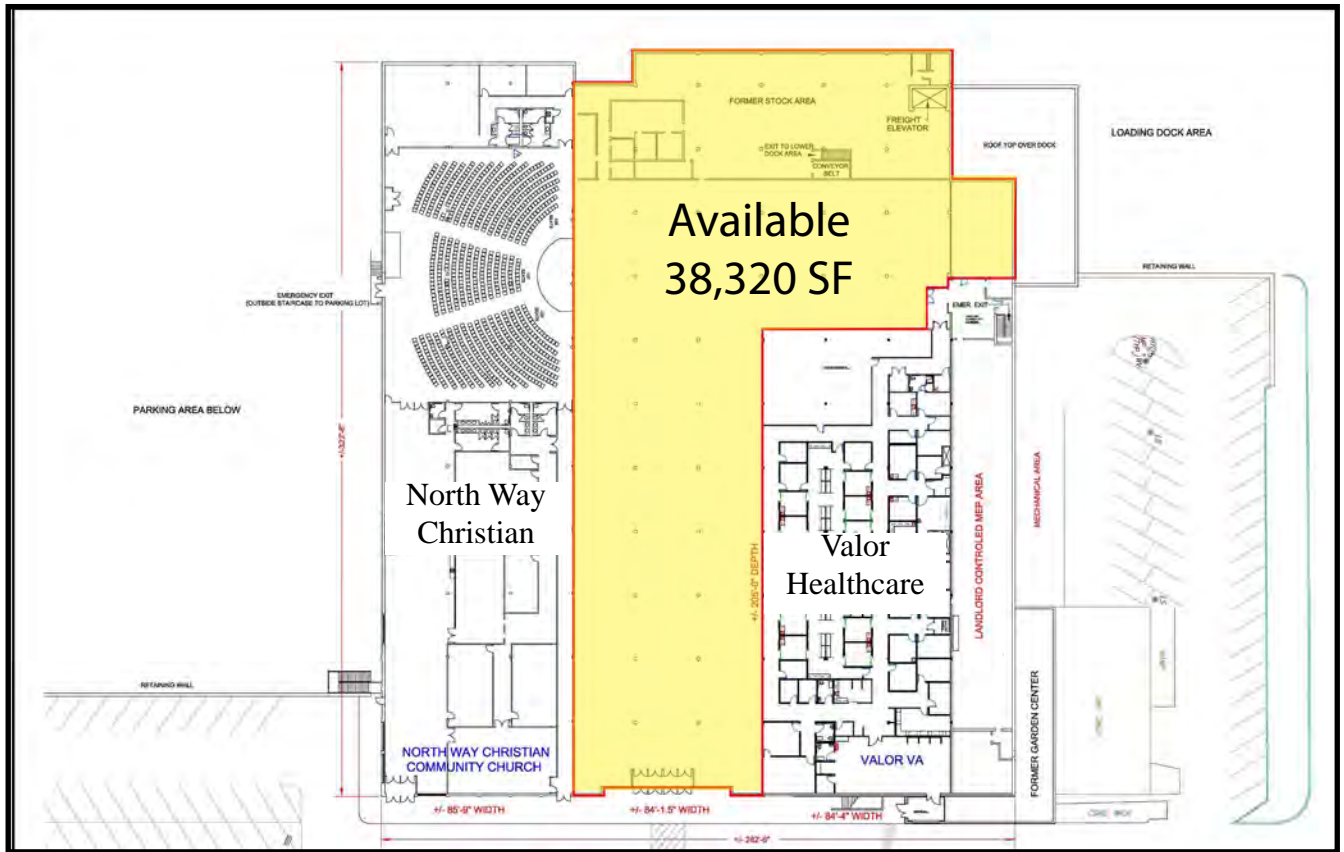 FORMER STOCK AREA
FREIGHT
ELEVATOR
LOADING DOCK AREA
ROOF TOP OVER DOCK
EXIT TO LOWER
DOCK AREA
CONVEYOR
BELT
Available
38,320 SF
RETAINING WALL
EMERGENCY EXIT
(OUTSIDE STAIRCASE TO PARKING LOT)
EMER. EXIT
PARKING AREA BELOW
North Way
Christian
+/- 205'-0" DEPTH
Valor
Healthcare
LANDLORD CONTROLED MEP AREA
MECHANICAL AREA
RETAINING WALL
FORMER GARDEN CENTER
NORTH WAY CHRISTIAN
COMMUNITY CHURCH
VALOR VA
+/- 84'-1.5" WIDTH
+/- 84'-4" WIDTH